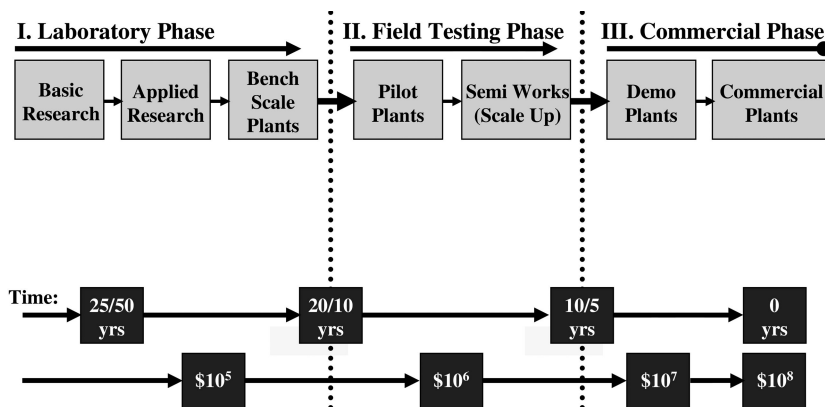 I. Laboratory Phase
II. Field Testing Phase
III. Commercial Phase
Basic
Research
Applied
Research
Bench
Scale
Plants
Pilot
Plants
Semi Works
(Scale Up)
Demo
Plants
Commercial
Plants
Time:
25/50
yrs
20/10
yrs
10/5
yrs
0
yrs
$10⁵
$10⁶
$10⁷
$10⁸